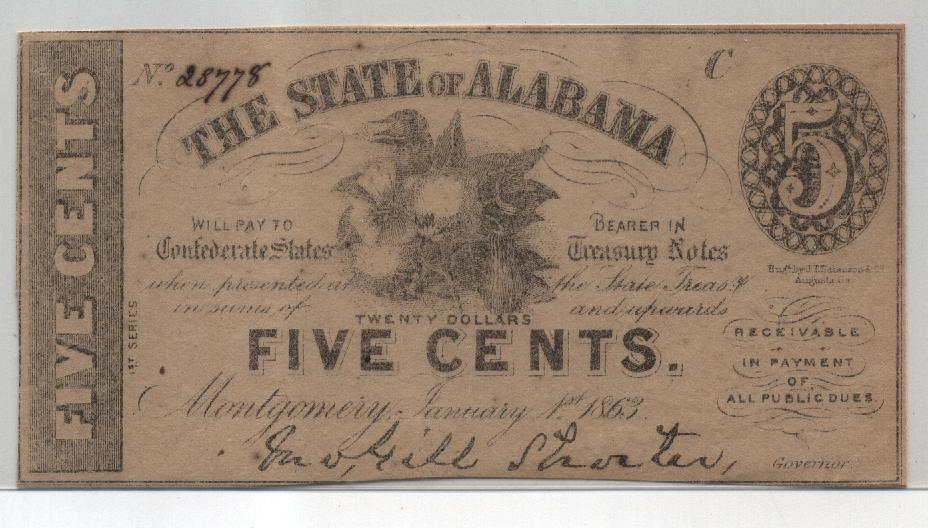 FIVE CENTS
1ST SERIES
No. 28778
C
THE STATE OF ALABAMA
5
WILL PAY TO
BEARER IN
Confederate States
Treasury Notes
when presented at
the State Treas.y
in sums of
and upwards
TWENTY DOLLARS
FIVE CENTS.
Augusta Ga.
RECEIVABLE
IN PAYMENT
OF
ALL PUBLIC DUES
Montgomery, January 1st 1863.
Jno, Gill Shorter,
Governor.